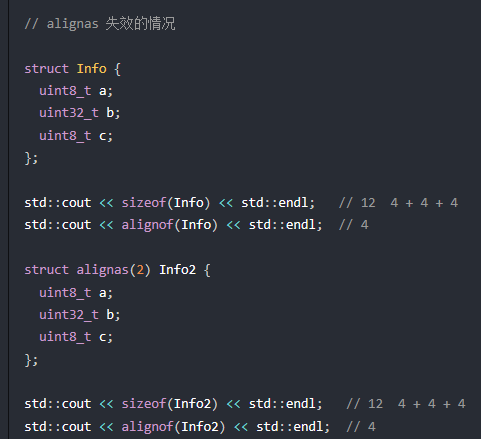 // alignas 失效的情况
struct Info {
  uint8_t a;
  uint32_t b;
  uint8_t c;
};
std::cout << sizeof(Info) << std::endl;   // 12  4 + 4 + 4
std::cout << alignof(Info) << std::endl;  // 4
struct alignas(2) Info2 {
  uint8_t a;
  uint32_t b;
  uint8_t c;
};
std::cout << sizeof(Info2) << std::endl;   // 12  4 + 4 + 4
std::cout << alignof(Info2) << std::endl;  // 4